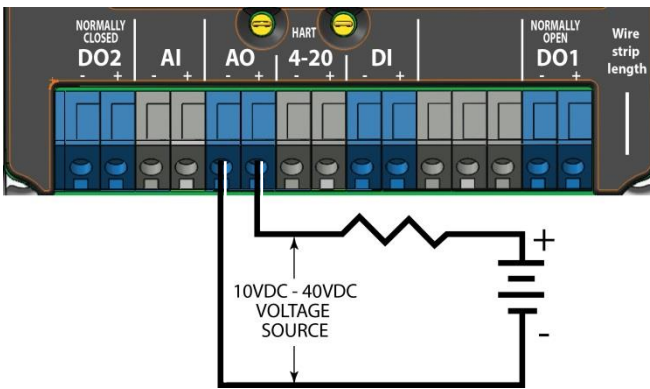 NORMALLY
CLOSED
DO2
- +
AI
- +
AO
- +
HART
4-20
- +
DI
- +
NORMALLY
OPEN
DO1
- +
Wire
strip
length
+
10VDC - 40VDC
VOLTAGE
SOURCE
-